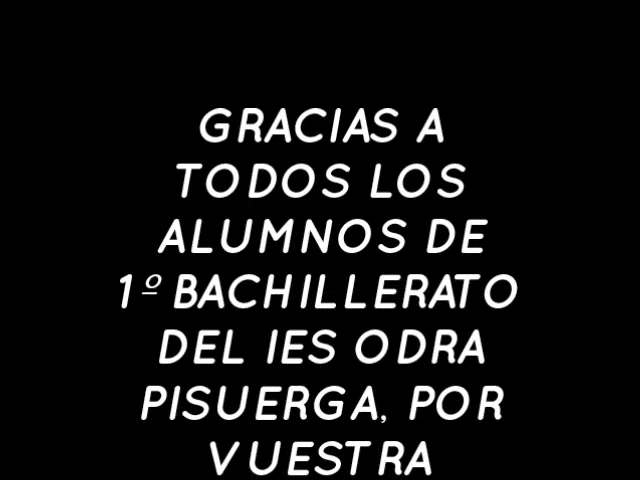 GRACIAS A
TODOS LOS
ALUMNOS DE
1º BACHILLERATO
DEL IES ODRA
PISUERGA, POR
VUESTRA